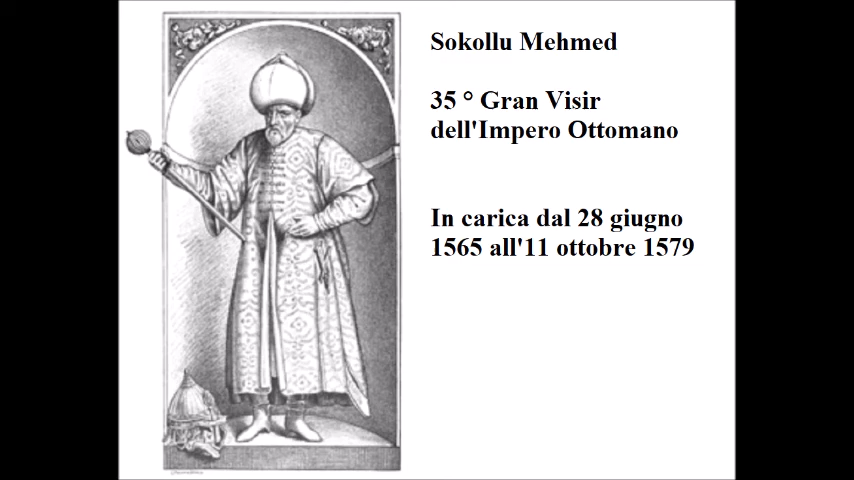 Sokollu Mehmed
35 ° Gran Visir
dell'Impero Ottomano
In carica dal 28 giugno
1565 all'11 ottobre 1579